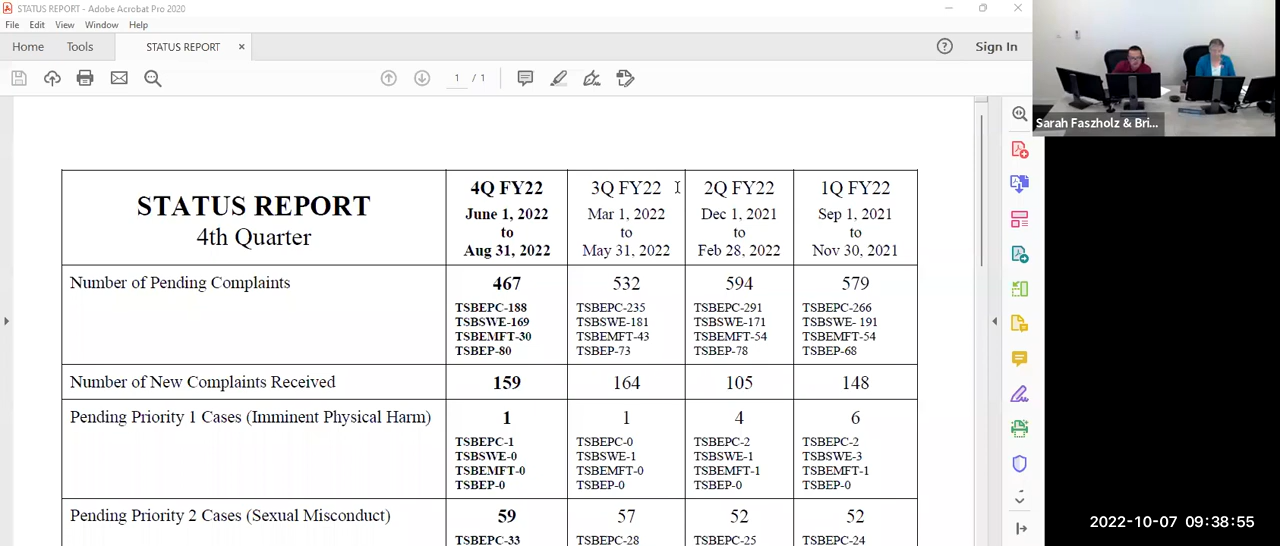 STATUS REPORT - Adobe Acrobat Pro 2020
File Edit View Window Help
Home Tools STATUS REPORT × Sign In
1 / 1
Sarah Faszholz & Bri...
STATUS REPORT
4th Quarter
4Q FY22 3Q FY22 2Q FY22 1Q FY22
June 1, 2022 Mar 1, 2022 Dec 1, 2021 Sep 1, 2021
to to to to
Aug 31, 2022 May 31, 2022 Feb 28, 2022 Nov 30, 2021
Number of Pending Complaints 467 532 594 579
TSBEPC-188 TSBEPC-235 TSBEPC-291 TSBEPC-266
TSBSWE-169 TSBSWE-181 TSBSWE-171 TSBSWE- 191
TSBEMFT-30 TSBEMFT-43 TSBEMFT-54 TSBEMFT-54
TSBEP-80 TSBEP-73 TSBEP-78 TSBEP-68
Number of New Complaints Received 159 164 105 148
Pending Priority 1 Cases (Imminent Physical Harm) 1 1 4 6
TSBEPC-1 TSBEPC-0 TSBEPC-2 TSBEPC-2
TSBSWE-0 TSBSWE-1 TSBSWE-1 TSBSWE-3
TSBEMFT-0 TSBEMFT-0 TSBEMFT-1 TSBEMFT-1
TSBEP-0 TSBEP-0 TSBEP-0 TSBEP-0
Pending Priority 2 Cases (Sexual Misconduct) 59 57 52 52
TSBEPC-33 TSBEPC-28 TSBEPC-25 TSBEPC-24
2022-10-07 09:38:55